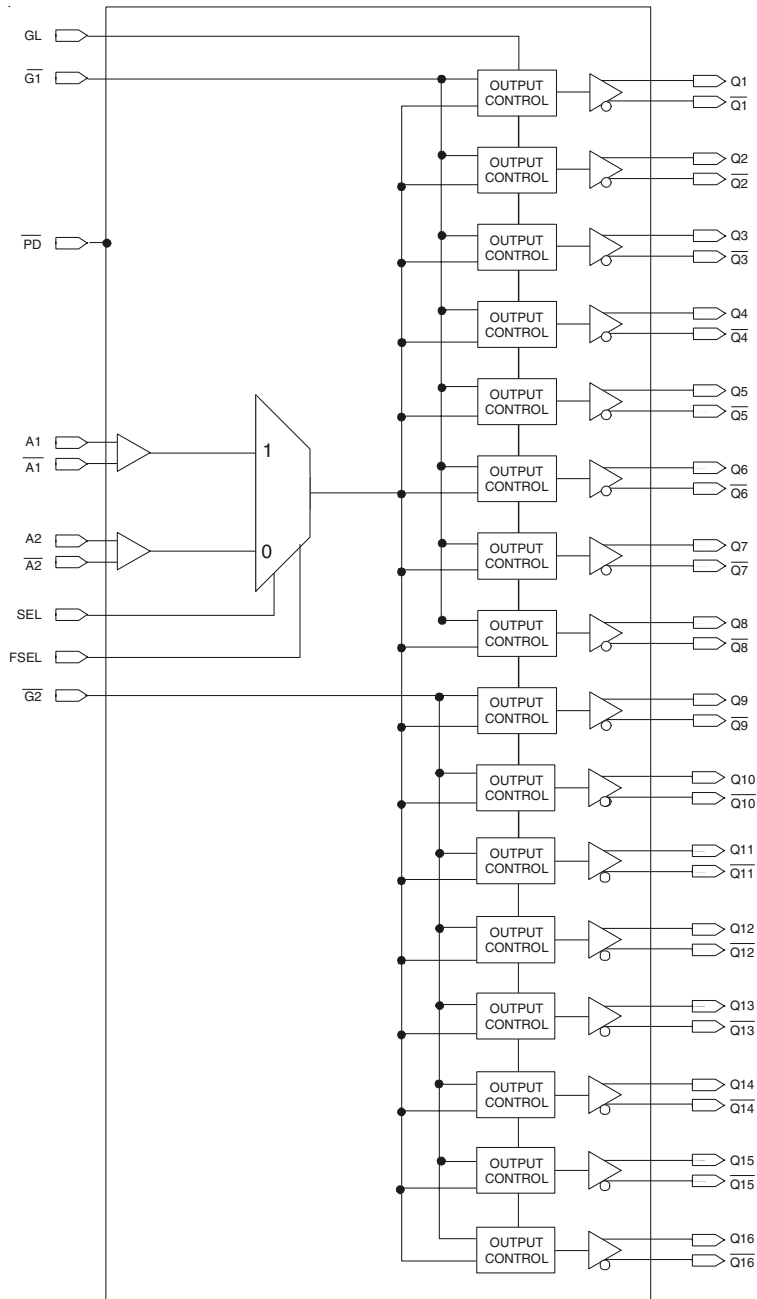 GL
G1
PD
A1
A1
A2
A2
SEL
FSEL
G2
1
0
OUTPUT
CONTROL
Q1
Q1
OUTPUT
CONTROL
Q2
Q2
OUTPUT
CONTROL
Q3
Q3
OUTPUT
CONTROL
Q4
Q4
OUTPUT
CONTROL
Q5
Q5
OUTPUT
CONTROL
Q6
Q6
OUTPUT
CONTROL
Q7
Q7
OUTPUT
CONTROL
Q8
Q8
OUTPUT
CONTROL
Q9
Q9
OUTPUT
CONTROL
Q10
Q10
OUTPUT
CONTROL
Q11
Q11
OUTPUT
CONTROL
Q12
Q12
OUTPUT
CONTROL
Q13
Q13
OUTPUT
CONTROL
Q14
Q14
OUTPUT
CONTROL
Q15
Q15
OUTPUT
CONTROL
Q16
Q16